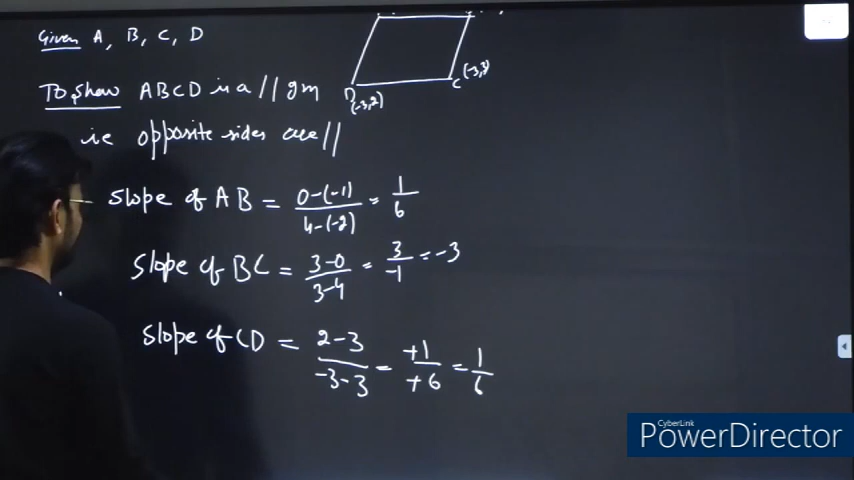 Given A, B, C, D
To show ABCD is a // gm
ie opposite sides are //
D
(-3,2)
C (-3,3)
Slope of AB = 0-(-1)/4-(-2) = 1/6
Slope of BC = 3-0/3-4 = 3/-1 = -3
Slope of CD = 2-3/-3-3 = +1/+6 = 1/6
CyberLink
PowerDirector